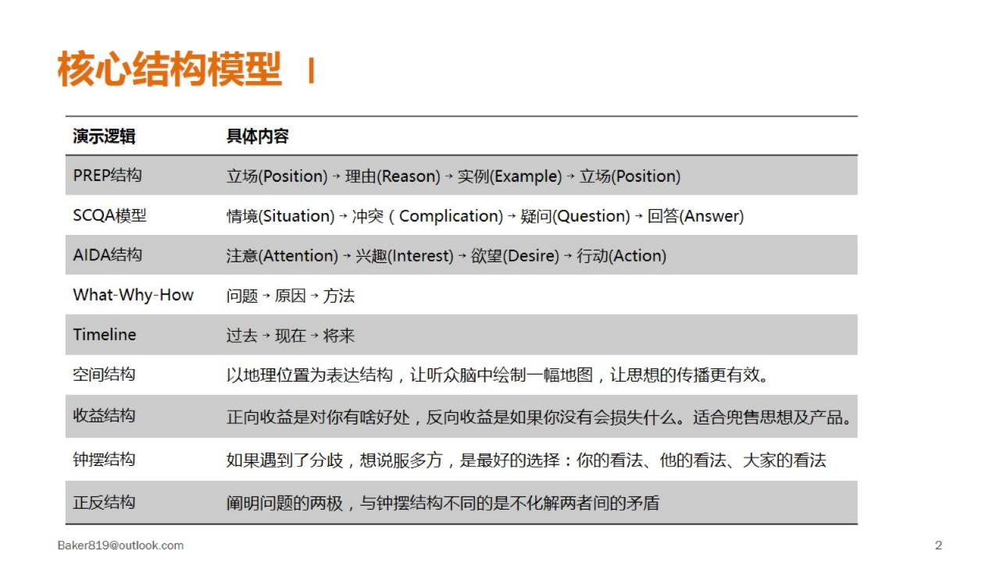 核心结构模型 I
演示逻辑 具体内容
PREP结构 立场(Position) → 理由(Reason) → 实例(Example) → 立场(Position)
SCQA模型 情境(Situation) → 冲突（Complication) → 疑问(Question) → 回答(Answer)
AIDA结构 注意(Attention) → 兴趣(Interest) → 欲望(Desire) → 行动(Action)
What-Why-How 问题 → 原因 → 方法
Timeline 过去 → 现在 → 将来
空间结构 以地理位置为表达结构，让听众脑中绘制一幅地图，让思想的传播更有效。
收益结构 正向收益是对你有啥好处，反向收益是如果你没有会损失什么。适合兜售思想及产品。
钟摆结构 如果遇到了分歧，想说服多方，是最好的选择：你的看法、他的看法、大家的看法
正反结构 阐明问题的两极，与钟摆结构不同的是不化解两者间的矛盾
Baker819@outlook.com 2